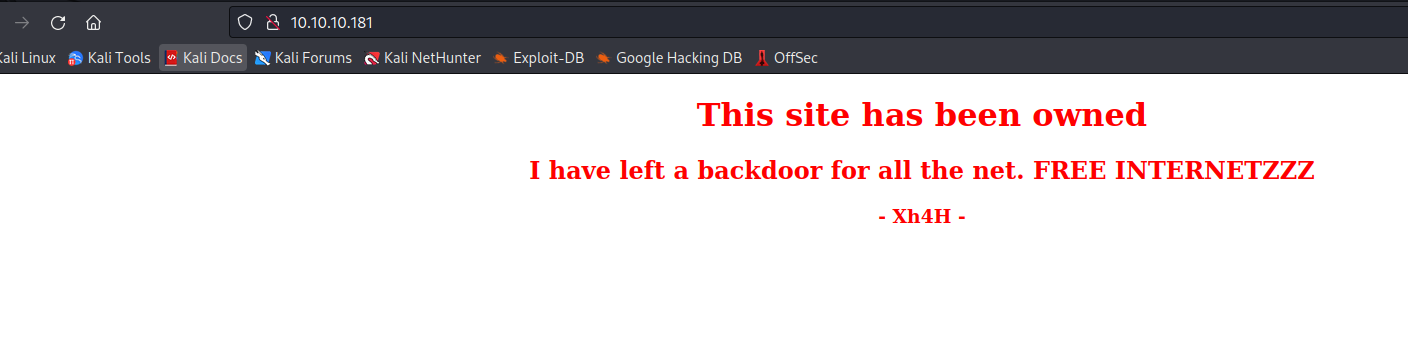 10.10.10.181
Kali Linux Kali Tools Kali Docs Kali Forums Kali NetHunter Exploit-DB Google Hacking DB OffSec
This site has been owned
I have left a backdoor for all the net. FREE INTERNETZZZ
- Xh4H -